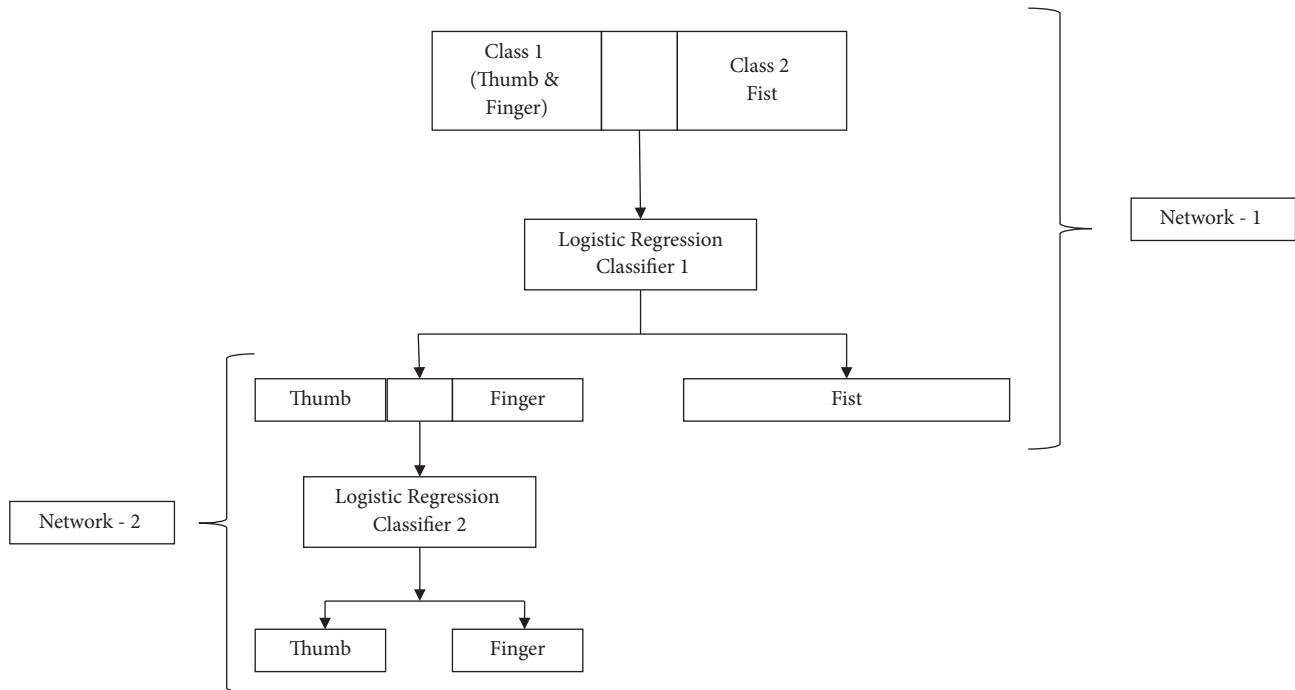 Class 1
(Thumb &
Finger)
Class 2
Fist
Network - 1
Logistic Regression
Classifier 1
Thumb
Finger
Fist
Logistic Regression
Classifier 2
Network - 2
Thumb
Finger